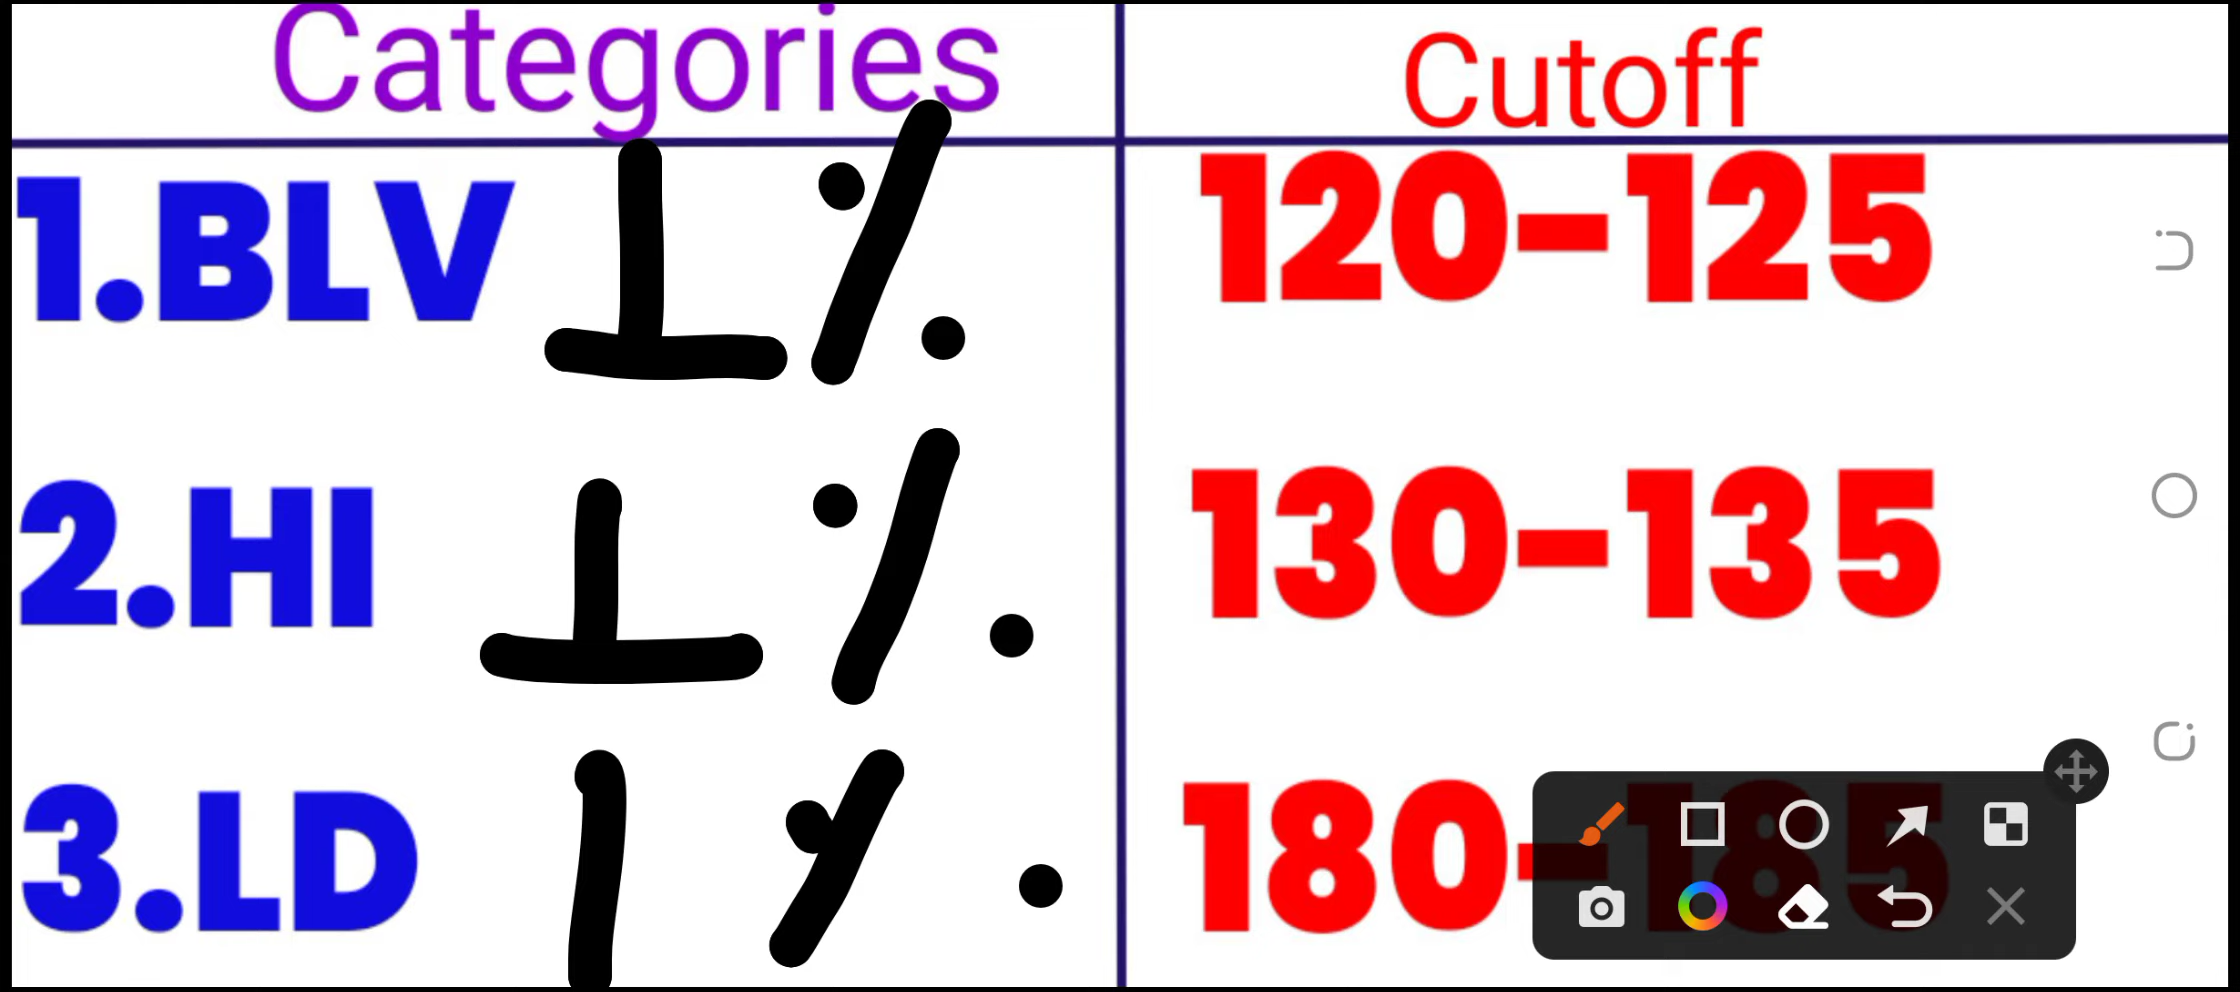 Categories Cutoff
1.BLV 1% 120-125
2.HI 1% 130-135
3.LD 1% 180-185